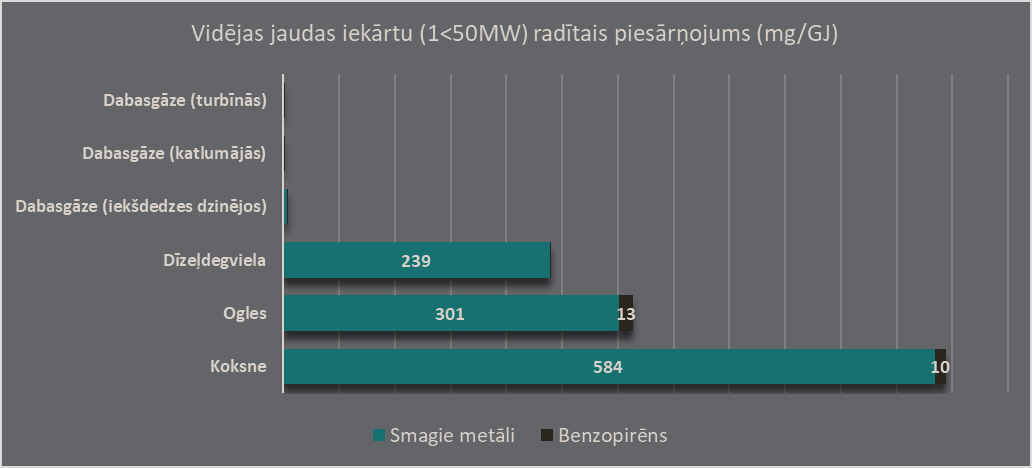 Vidējas jaudas iekārtu (1<50MW) radītais piesārņojums (mg/GJ)
Dabasgāze (turbīnās)
Dabasgāze (katlumājās)
Dabasgāze (iekšdedzes dzinējos)
Dīzeļdegviela 239
Ogles 301 13
Koksne 584 10
Smagie metāli Benzopirēns